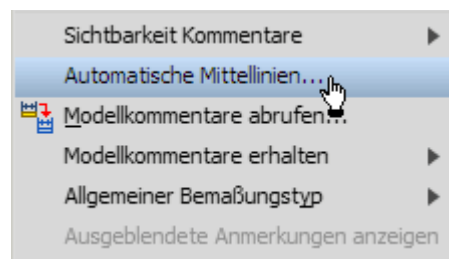 Sichtbarkeit Kommentare
Automatische Mittellinien...
Modellkommentare abrufen...
Modellkommentare erhalten
Allgemeiner Bemaßungstyp
Ausgeblendete Anmerkungen anzeigen